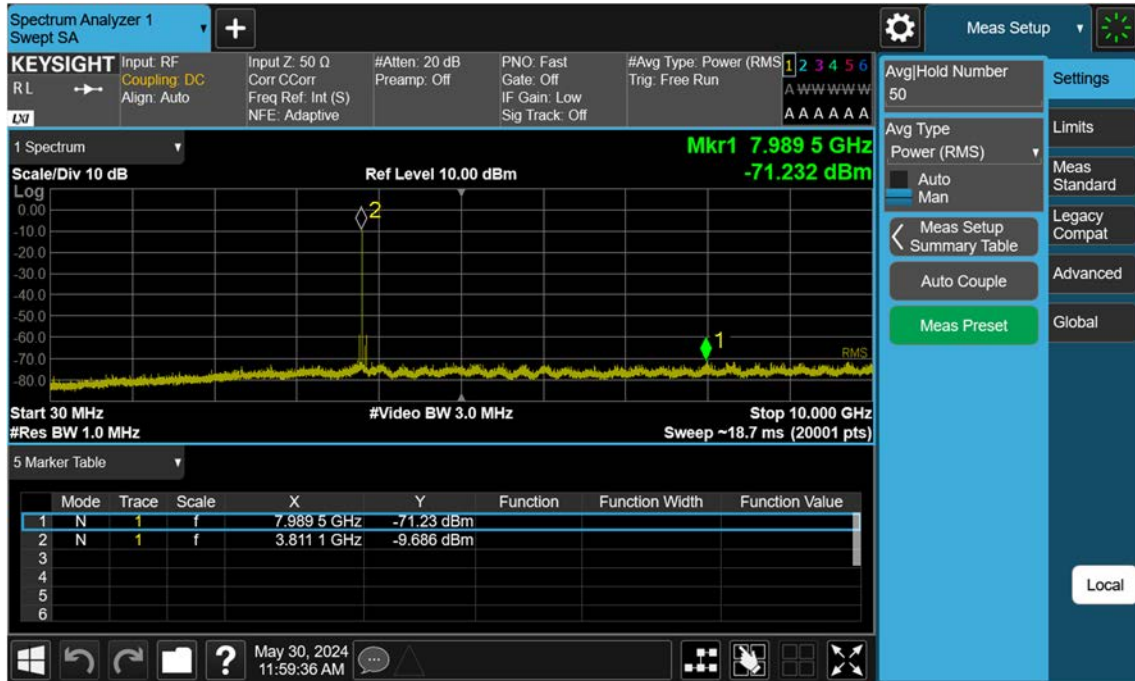 Spectrum Analyzer 1
Swept SA
Meas Setup
KEYSIGHT
RL
LXI
Input: RF
Coupling: DC
Align: Auto
Input Z: 50 Ω
Corr CCorr
Freq Ref: Int (S)
NFE: Adaptive
#Atten: 20 dB
Preamp: Off
PNO: Fast
Gate: Off
IF Gain: Low
Sig Track: Off
#Avg Type: Power (RMS
Trig: Free Run
1 2 3 4 5 6
A W W W W W
A A A A A A
1 Spectrum
Scale/Div 10 dB
Ref Level 10.00 dBm
Mkr1 7.989 5 GHz
-71.232 dBm
Log
0.00
-10.0
-20.0
-30.0
-40.0
-50.0
-60.0
-70.0
-80.0
2
1
RMS
Start 30 MHz
#Video BW 3.0 MHz
Stop 10.000 GHz
#Res BW 1.0 MHz
Sweep ~18.7 ms (20001 pts)
5 Marker Table
Mode Trace Scale X Y Function Function Width Function Value
1 N 1 f 7.989 5 GHz -71.23 dBm
2 N 1 f 3.811 1 GHz -9.686 dBm
3
4
5
6
Avg|Hold Number
50
Avg Type
Power (RMS)
Auto
Man
Meas Setup
Summary Table
Auto Couple
Meas Preset
Settings
Limits
Meas
Standard
Legacy
Compat
Advanced
Global
Local
?
May 30, 2024
11:59:36 AM